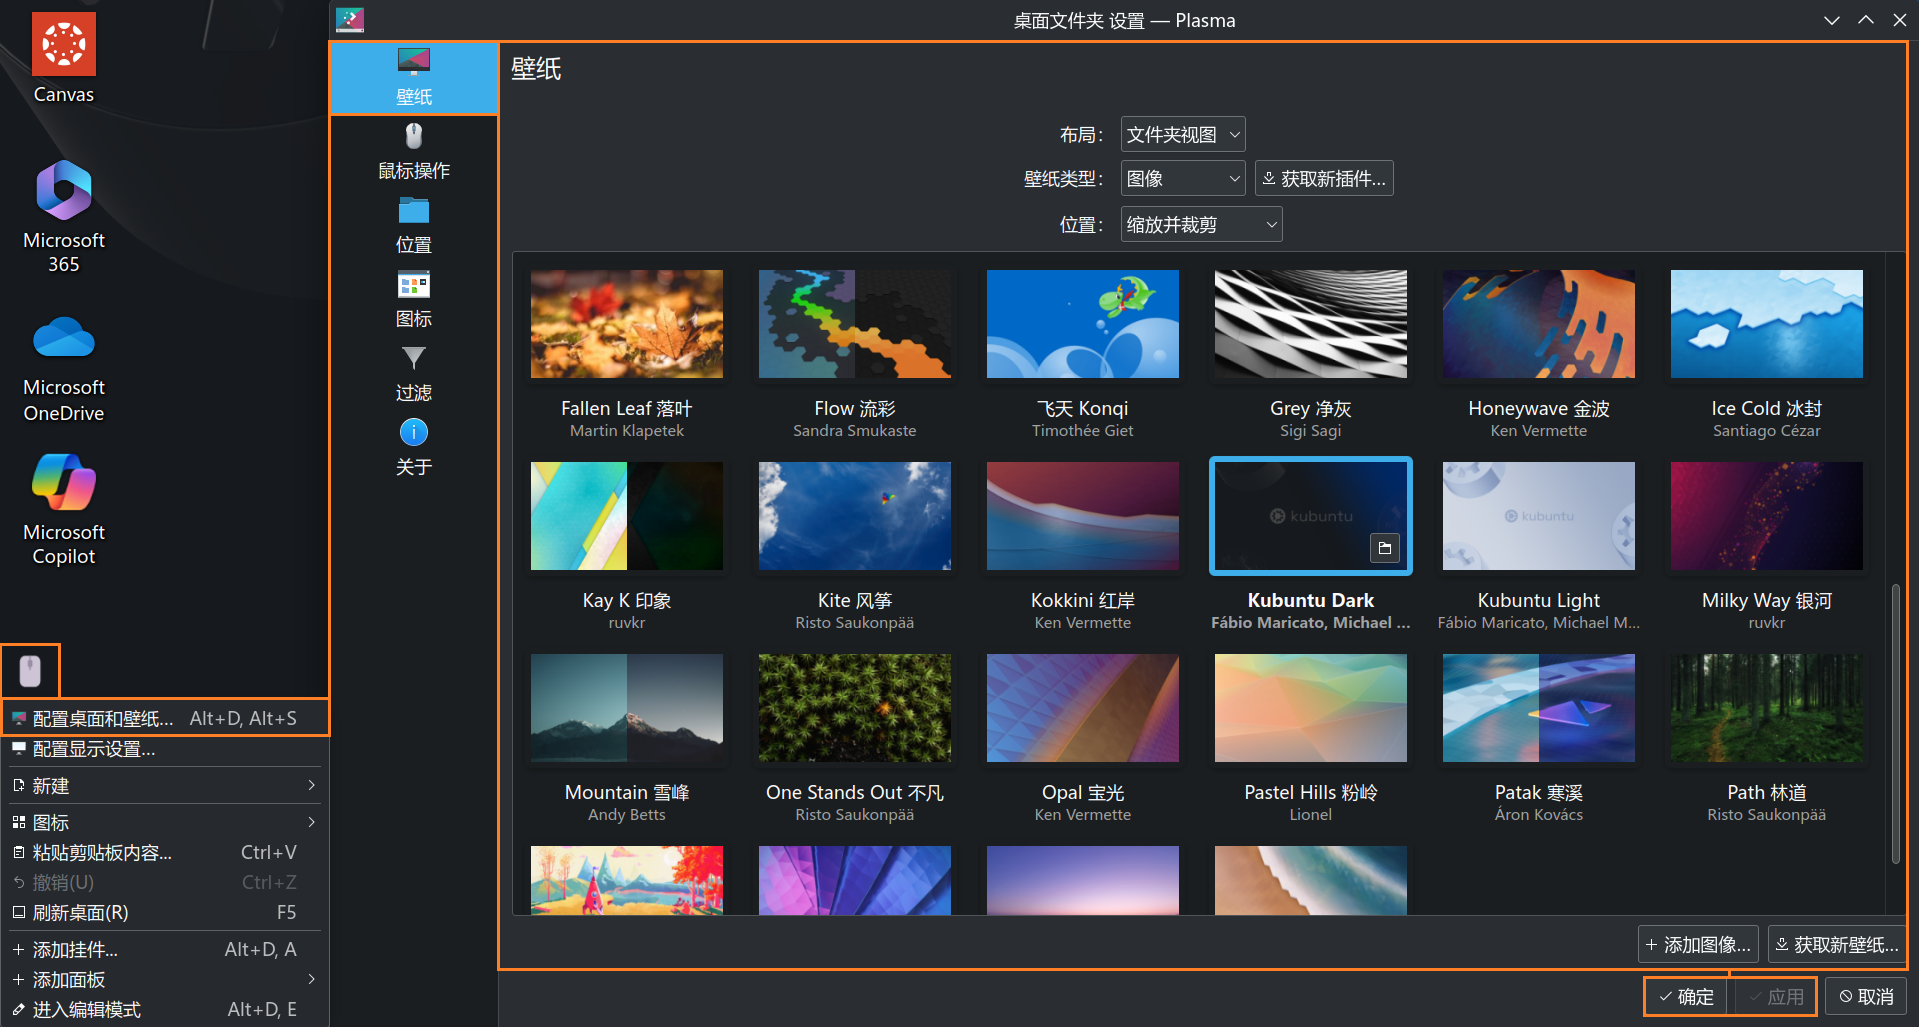 Canvas
Microsoft
365
Microsoft
OneDrive
Microsoft
Copilot
配置桌面和壁纸... Alt+D, Alt+S
配置显示设置...
新建
图标
粘贴剪贴板内容... Ctrl+V
撤销(U) Ctrl+Z
刷新桌面(R) F5
添加挂件... Alt+D, A
添加面板
进入编辑模式 Alt+D, E
桌面文件夹 设置 — Plasma
壁纸
鼠标操作
位置
图标
过滤
关于
壁纸
布局： 文件夹视图
壁纸类型： 图像 获取新插件...
位置： 缩放并裁剪
Fallen Leaf 落叶
Martin Klapetek
Flow 流彩
Sandra Smukaste
飞天 Konqi
Timothée Giet
Grey 净灰
Sigi Sagi
Honeywave 金波
Ken Vermette
Ice Cold 冰封
Santiago Cézar
kubuntu
kubuntu
Kay K 印象
ruvkr
Kite 风筝
Risto Saukonpää
Kokkini 红岸
Ken Vermette
Kubuntu Dark
Fábio Maricato, Michael ...
Kubuntu Light
Fábio Maricato, Michael M...
Milky Way 银河
ruvkr
Mountain 雪峰
Andy Betts
One Stands Out 不凡
Risto Saukonpää
Opal 宝光
Ken Vermette
Pastel Hills 粉岭
Lionel
Patak 寒溪
Áron Kovács
Path 林道
Risto Saukonpää
添加图像... 获取新壁纸...
确定 应用 取消